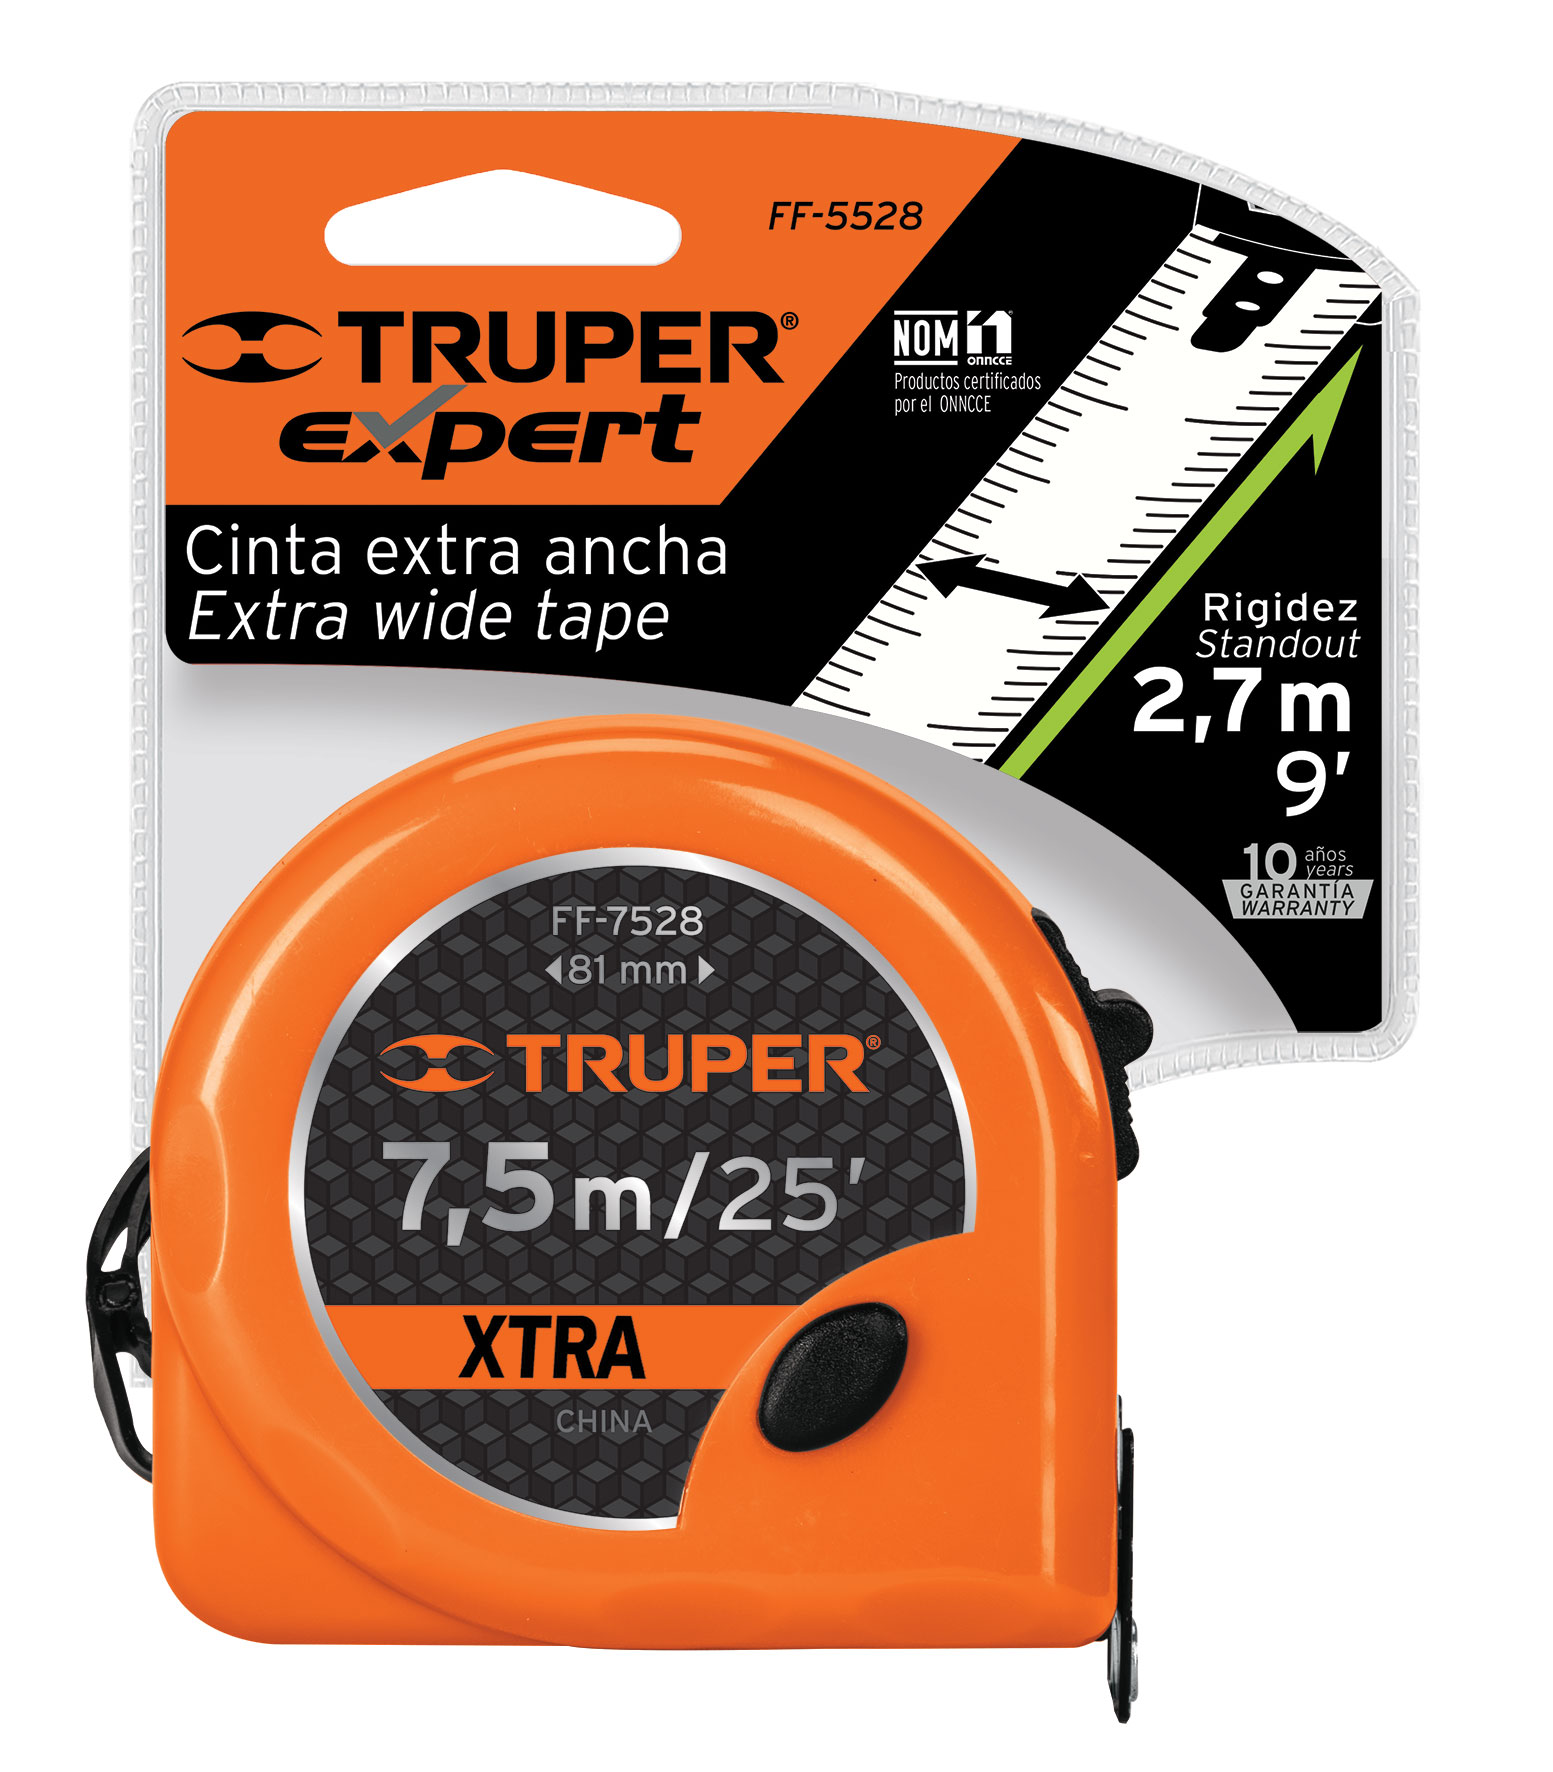 FF-5528
TRUPER®
expert
NOM
ONNCCE
Productos certificados
por el ONNCCE
Cinta extra ancha
Extra wide tape
Rigidez
Standout
2,7 m
9'
10 años
years
GARANTÍA
WARRANTY
FF-7528
81 mm
TRUPER®
7,5 m/25'
XTRA
CHINA